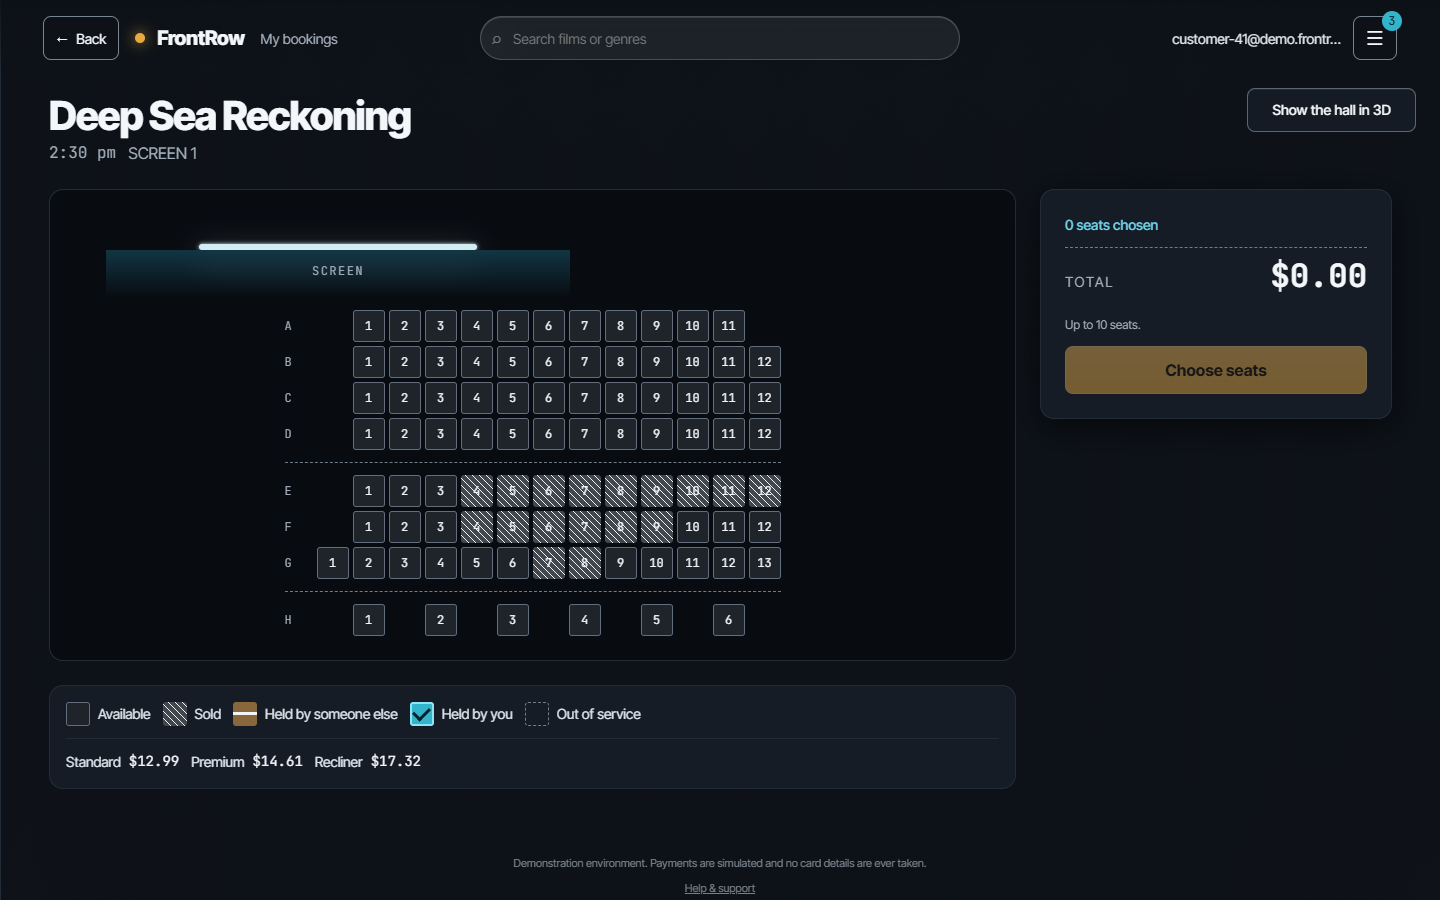 ← Back
FrontRow
My bookings
Search films or genres
customer-41@demo.frontr...
3
Deep Sea Reckoning
Show the hall in 3D
2:30 pm SCREEN 1
SCREEN
A 1 2 3 4 5 6 7 8 9 10 11
B 1 2 3 4 5 6 7 8 9 10 11 12
C 1 2 3 4 5 6 7 8 9 10 11 12
D 1 2 3 4 5 6 7 8 9 10 11 12
E 1 2 3 4 5 6 7 8 9 10 11 12
F 1 2 3 4 5 6 7 8 9 10 11 12
G 1 2 3 4 5 6 7 8 9 10 11 12 13
H 1 2 3 4 5 6
0 seats chosen
TOTAL $0.00
Up to 10 seats.
Choose seats
Available Sold Held by someone else Held by you Out of service
Standard $12.99 Premium $14.61 Recliner $17.32
Demonstration environment. Payments are simulated and no card details are ever taken.
Help & support